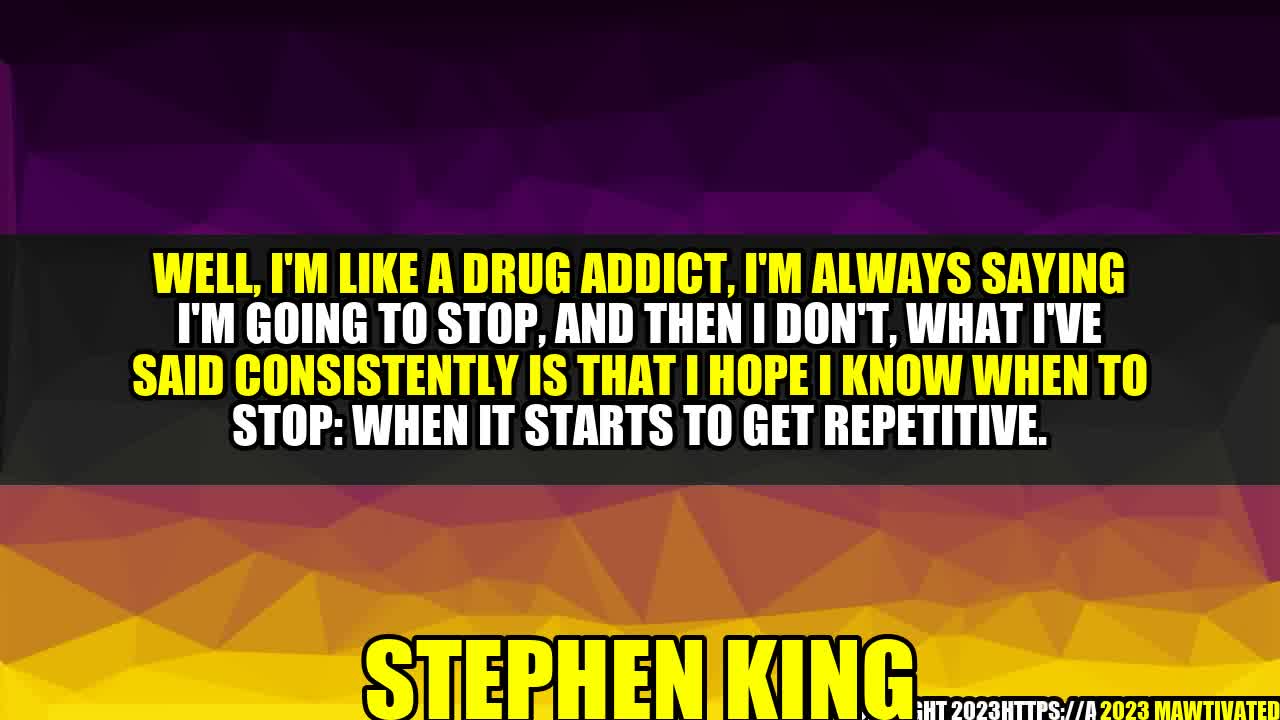 WELL, I'M LIKE A DRUG ADDICT, I'M ALWAYS SAYING
I'M GOING TO STOP, AND THEN I DON'T, WHAT I'VE
SAID CONSISTENTLY IS THAT I HOPE I KNOW WHEN TO
STOP: WHEN IT STARTS TO GET REPETITIVE.
STEPHEN KING
2023HTTPS://A 2023 MAWTIVATED